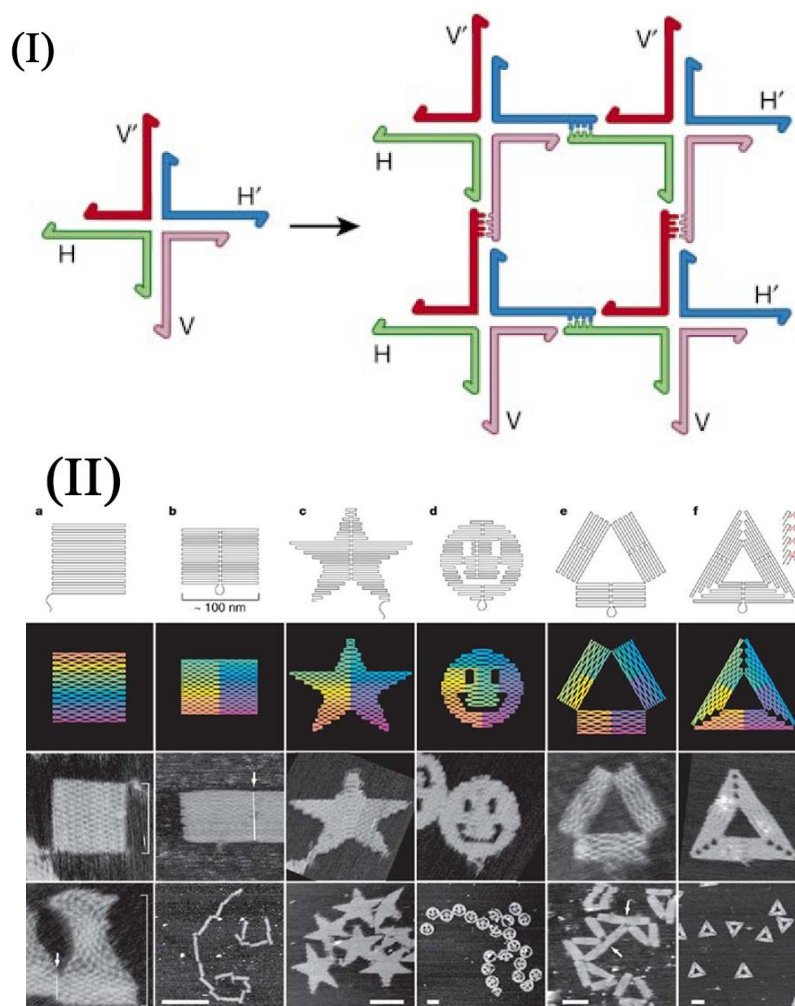 (I)
V′ V′
V′ H′
H
H′
H
H′
V H
V V
(II)
a b c d e f
~ 100 nm